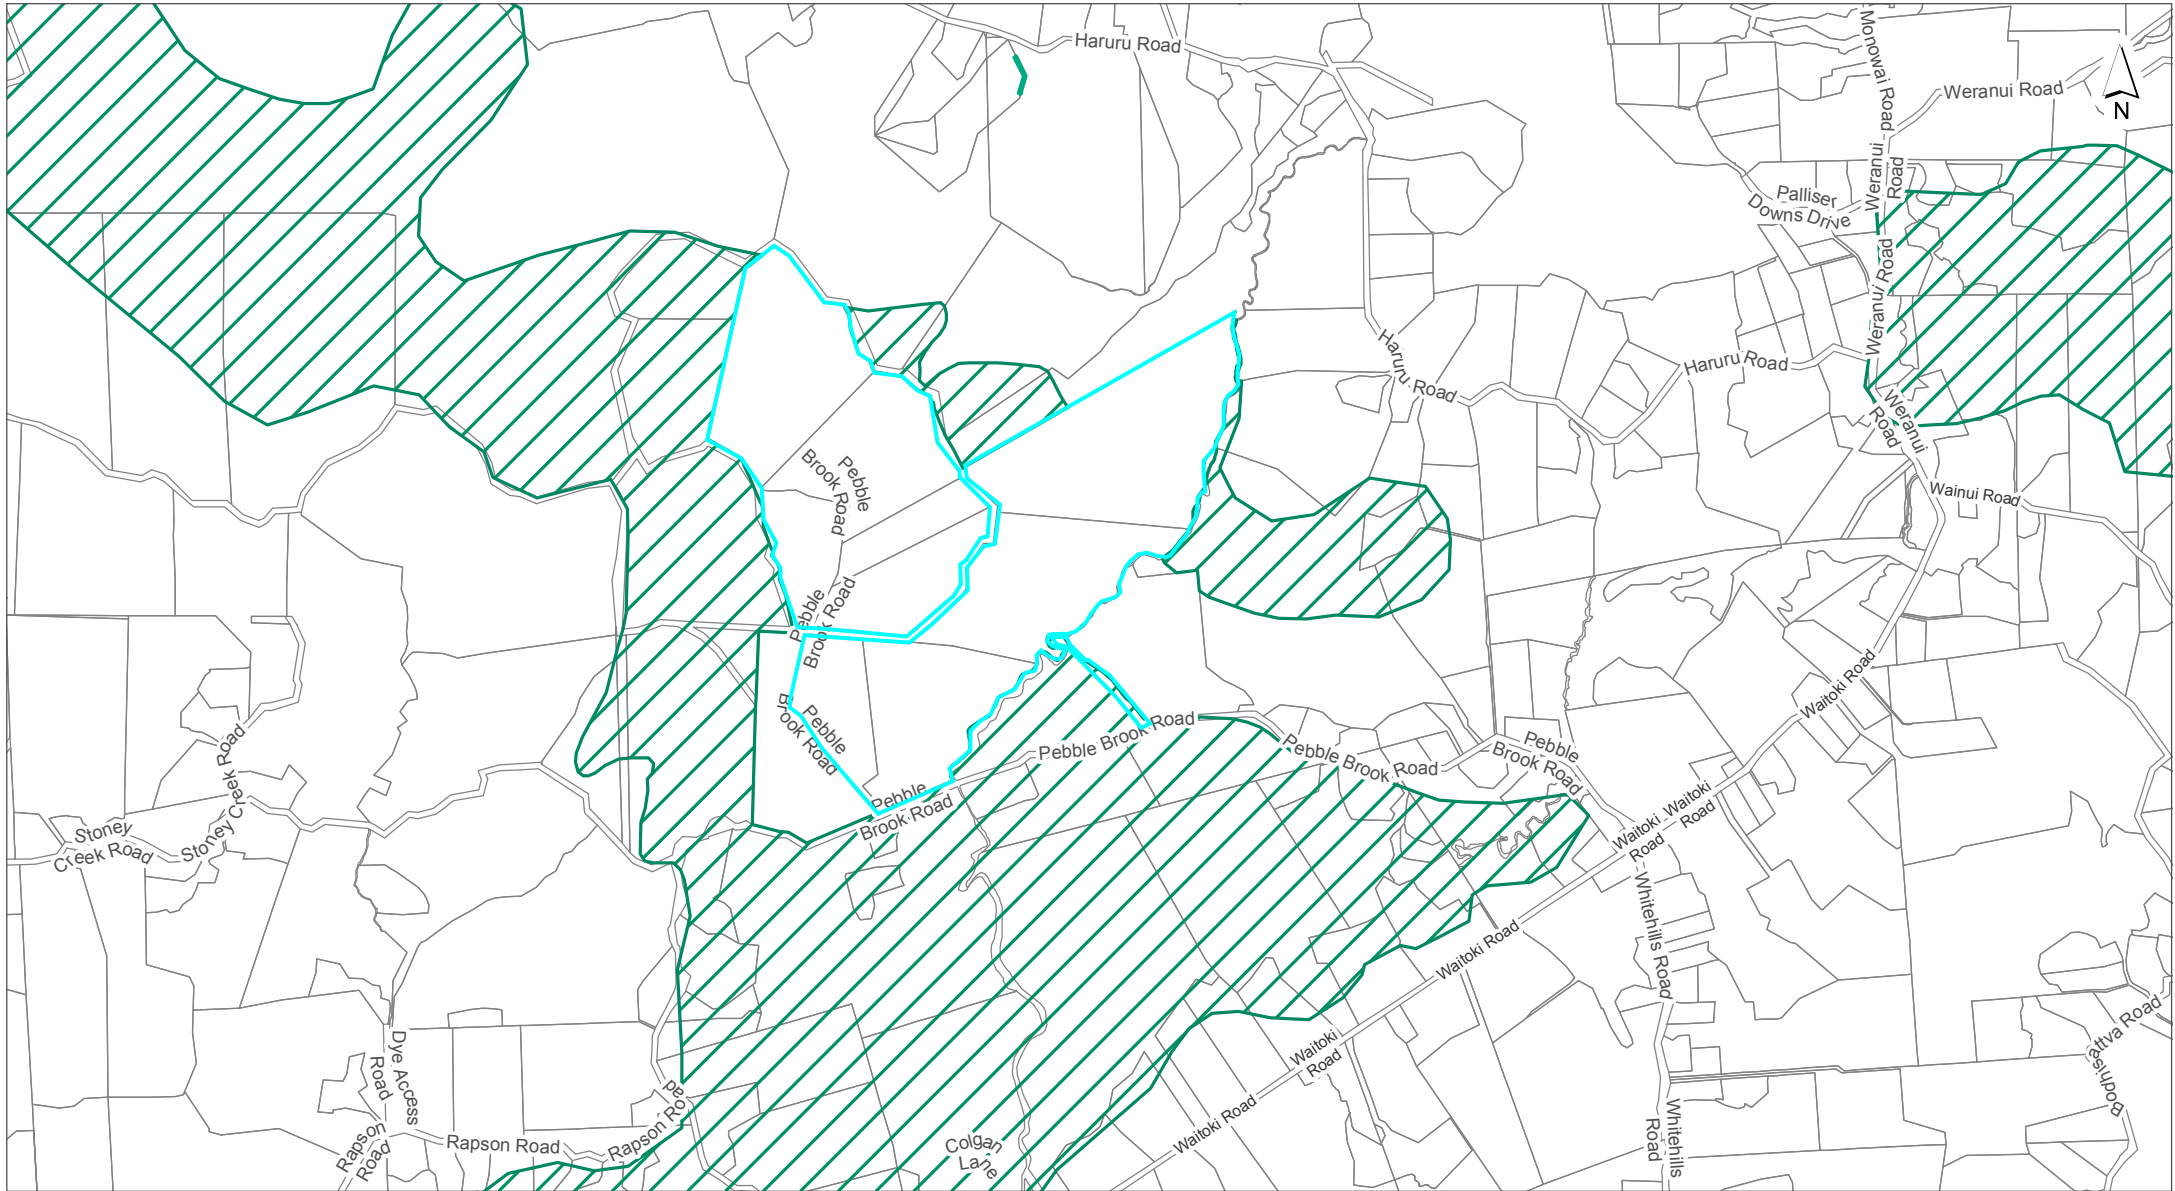 Haruru Road
Monowai Road
Weranui Road
N
Weranui
Road
Palliser
Downs Drive
Weranui Road
Haruru Road
Haruru Road
Weranui
Road
Wainui Road
Pebble
Brook Road
Pebble
Brook Road
Pebble
Brook Road
Pebble Brook Road
Pebble Brook Road
Pebble
Brook Road
Pebble
Brook Road
Waitoki Road
Waitoki
Road
Waitoki
Road
Stoney Creek Road
Stoney
Creek Road
Whitehills Road
Waitoki Road
Waitoki
Road
Waitoki Road
Dye Access
Road
Rapson
Road
Rapson Road
Rapson Road
Colgan
Lane
Whitehills
Road
Bodhisattva Road